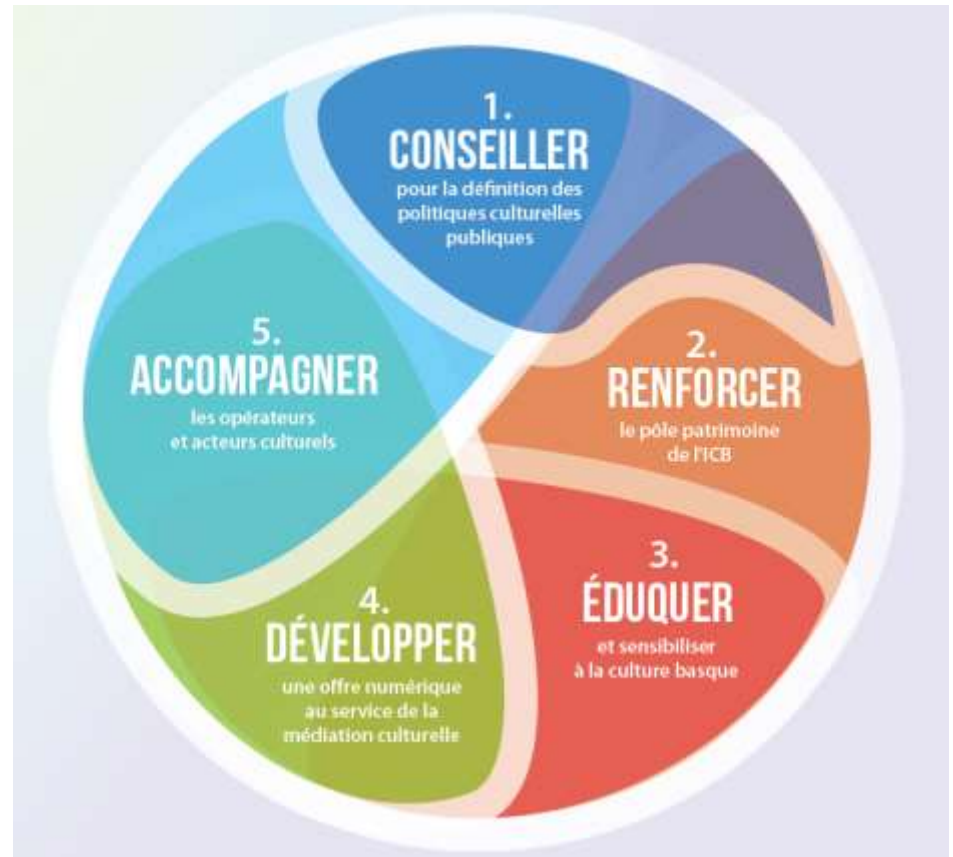 1.
CONSEILLER
pour la définition des
politiques culturelles
publiques
2.
RENFORCER
le pôle patrimoine
de l'ICB
3.
ÉDUQUER
et sensibiliser
à la culture basque
4.
DÉVELOPPER
une offre numérique
au service de la
médiation culturelle
5.
ACCOMPAGNER
les opérateurs
et acteurs culturels